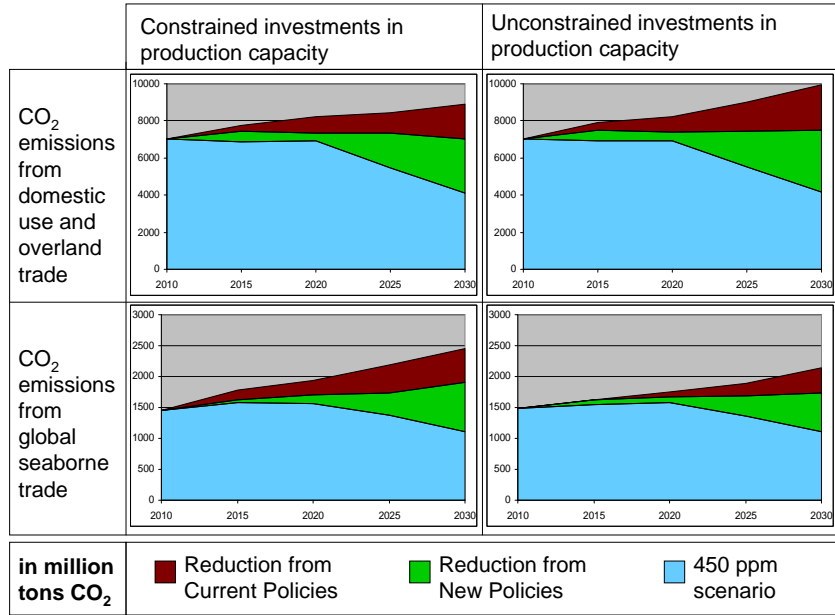 Constrained investments in
production capacity
Unconstrained investments in
production capacity
CO2
emissions
from
domestic
use and
overland
trade
10000
8000
6000
4000
2000
0
2010 2015 2020 2025 2030
10000
8000
6000
4000
2000
0
2010 2015 2020 2025 2030
CO2
emissions
from
global
seaborne
trade
3000
2500
2000
1500
1000
500
0
2010 2015 2020 2025 2030
3000
2500
2000
1500
1000
500
0
2010 2015 2020 2025 2030
in million
tons CO2
Reduction from
Current Policies
Reduction from
New Policies
450 ppm
scenario